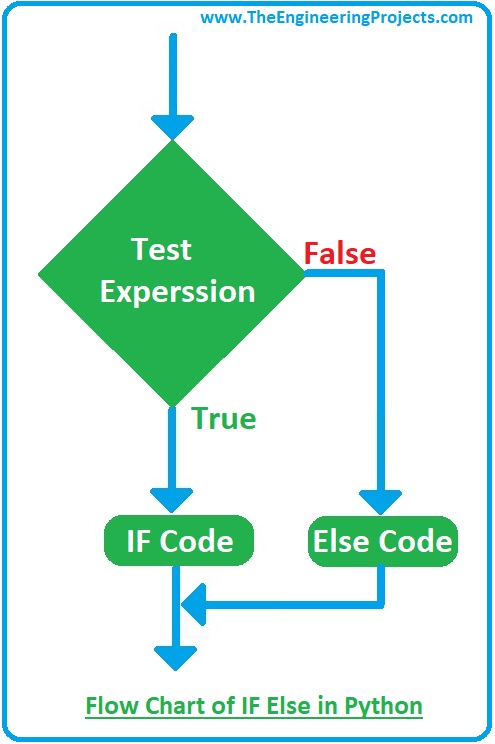 www.TheEngineeringProjects.com
Test
Experssion
False
True
IF Code
Else Code
Flow Chart of IF Else in Python